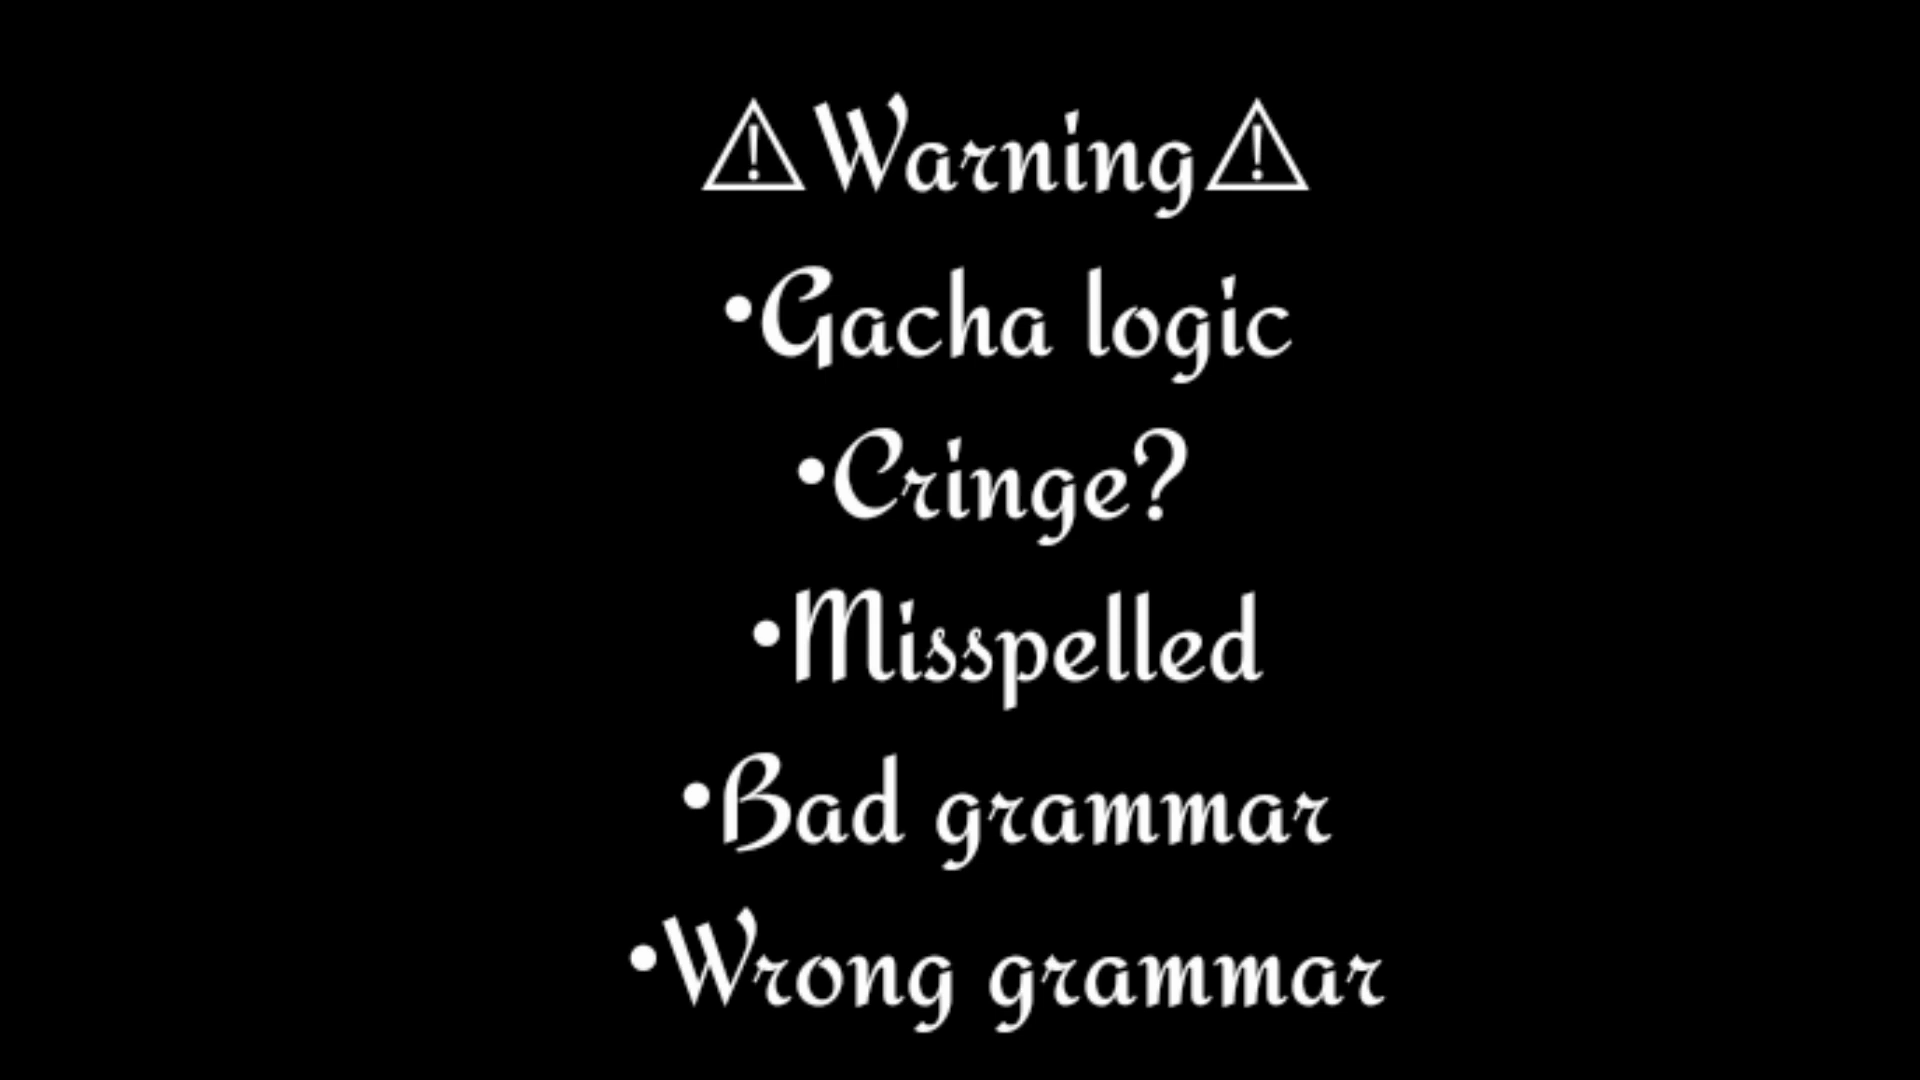 ⚠Warning⚠
•Gacha logic
•Cringe?
•Misspelled
•Bad grammar
•Wrong grammar